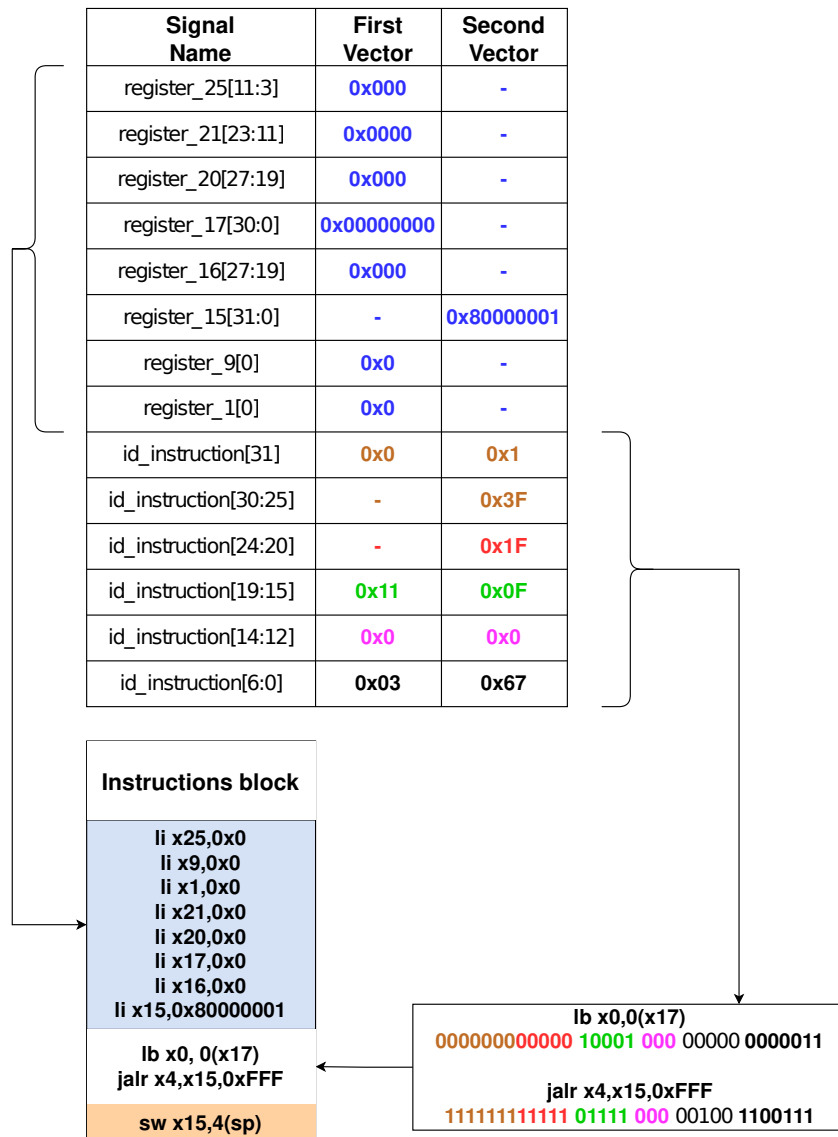 Signal Name First Vector Second Vector
register_25[11:3] 0x000 -
register_21[23:11] 0x0000 -
register_20[27:19] 0x000 -
register_17[30:0] 0x00000000 -
register_16[27:19] 0x000 -
register_15[31:0] - 0x80000001
register_9[0] 0x0 -
register_1[0] 0x0 -
id_instruction[31] 0x0 0x1
id_instruction[30:25] - 0x3F
id_instruction[24:20] - 0x1F
id_instruction[19:15] 0x11 0x0F
id_instruction[14:12] 0x0 0x0
id_instruction[6:0] 0x03 0x67
Instructions block
li x25,0x0
li x9,0x0
li x1,0x0
li x21,0x0
li x20,0x0
li x17,0x0
li x16,0x0
li x15,0x80000001
lb x0, 0(x17)
jalr x4,x15,0xFFF
sw x15,4(sp)
lb x0,0(x17)
000000000000 10001 000 00000 0000011
jalr x4,x15,0xFFF
111111111111 01111 000 00100 1100111